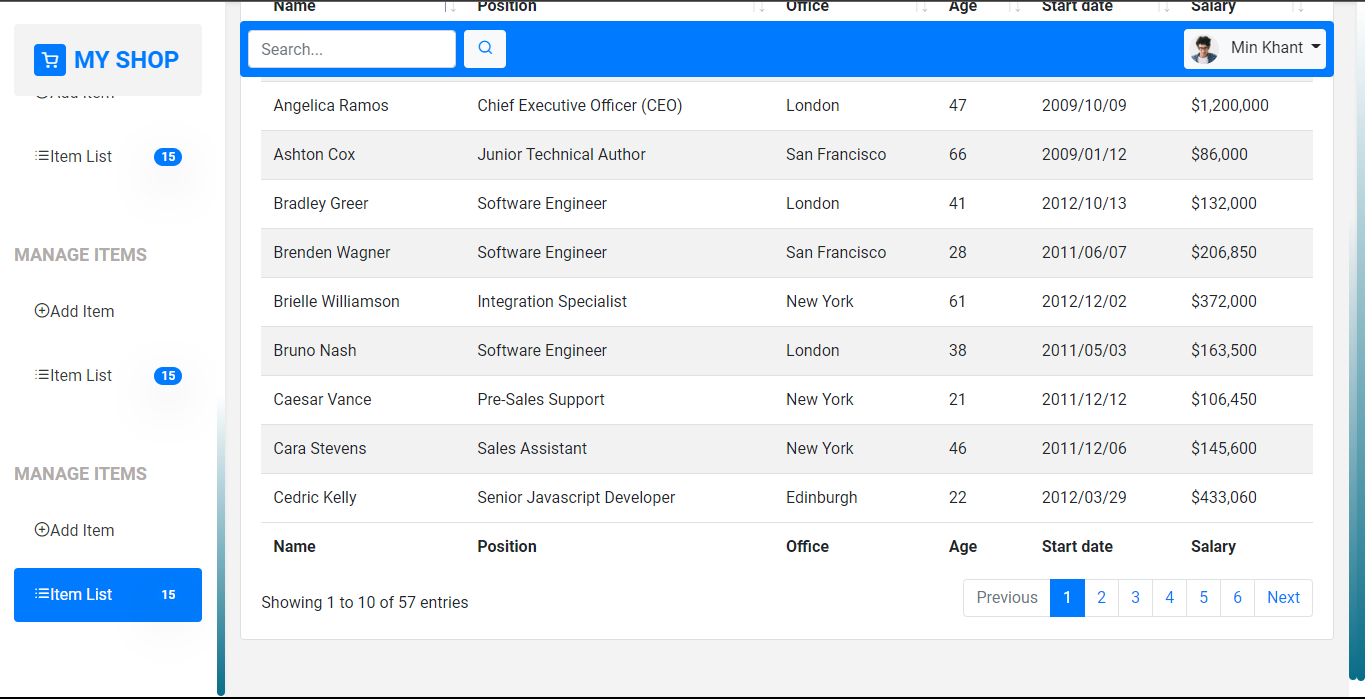 MY SHOP
Add Item
Item List 15
MANAGE ITEMS
Add Item
Item List 15
MANAGE ITEMS
Add Item
Item List 15
Name Position Office Age Start date Salary
Search... Min Khant
Angelica Ramos Chief Executive Officer (CEO) London 47 2009/10/09 $1,200,000
Ashton Cox Junior Technical Author San Francisco 66 2009/01/12 $86,000
Bradley Greer Software Engineer London 41 2012/10/13 $132,000
Brenden Wagner Software Engineer San Francisco 28 2011/06/07 $206,850
Brielle Williamson Integration Specialist New York 61 2012/12/02 $372,000
Bruno Nash Software Engineer London 38 2011/05/03 $163,500
Caesar Vance Pre-Sales Support New York 21 2011/12/12 $106,450
Cara Stevens Sales Assistant New York 46 2011/12/06 $145,600
Cedric Kelly Senior Javascript Developer Edinburgh 22 2012/03/29 $433,060
Name Position Office Age Start date Salary
Showing 1 to 10 of 57 entries Previous 1 2 3 4 5 6 Next